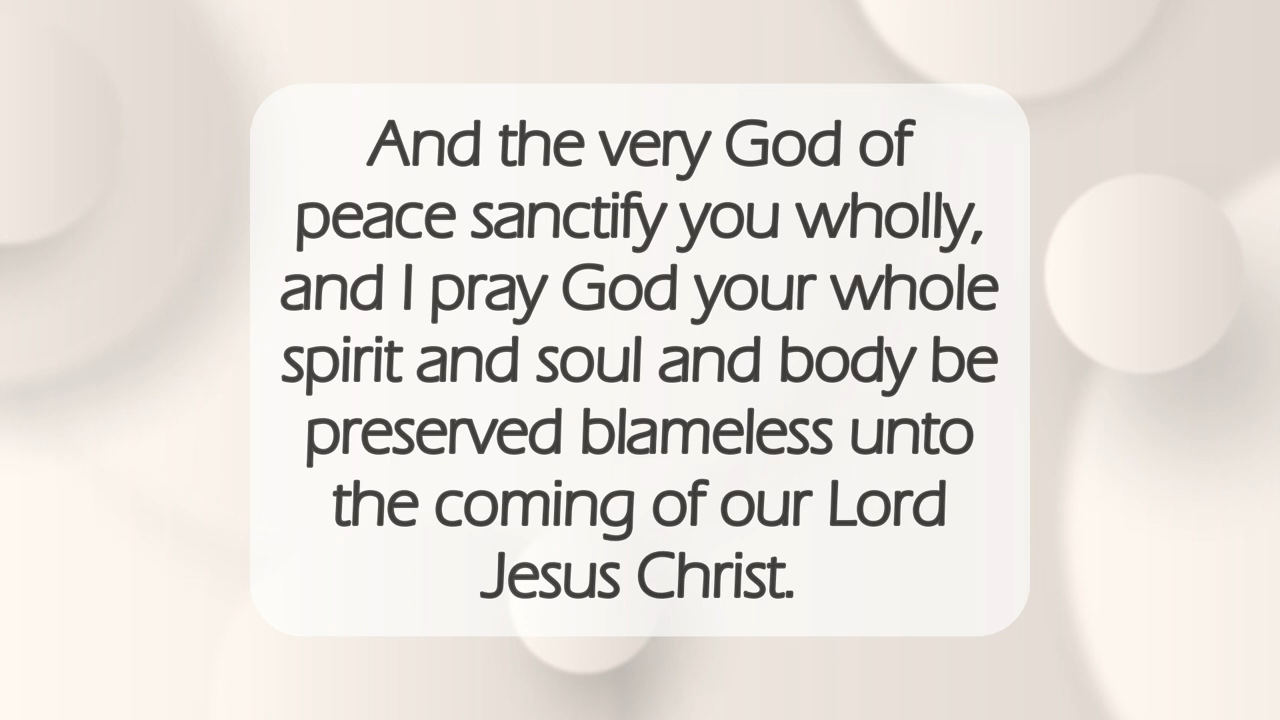 And the very God of
peace sanctify you wholly,
and I pray God your whole
spirit and soul and body be
preserved blameless unto
the coming of our Lord
Jesus Christ.